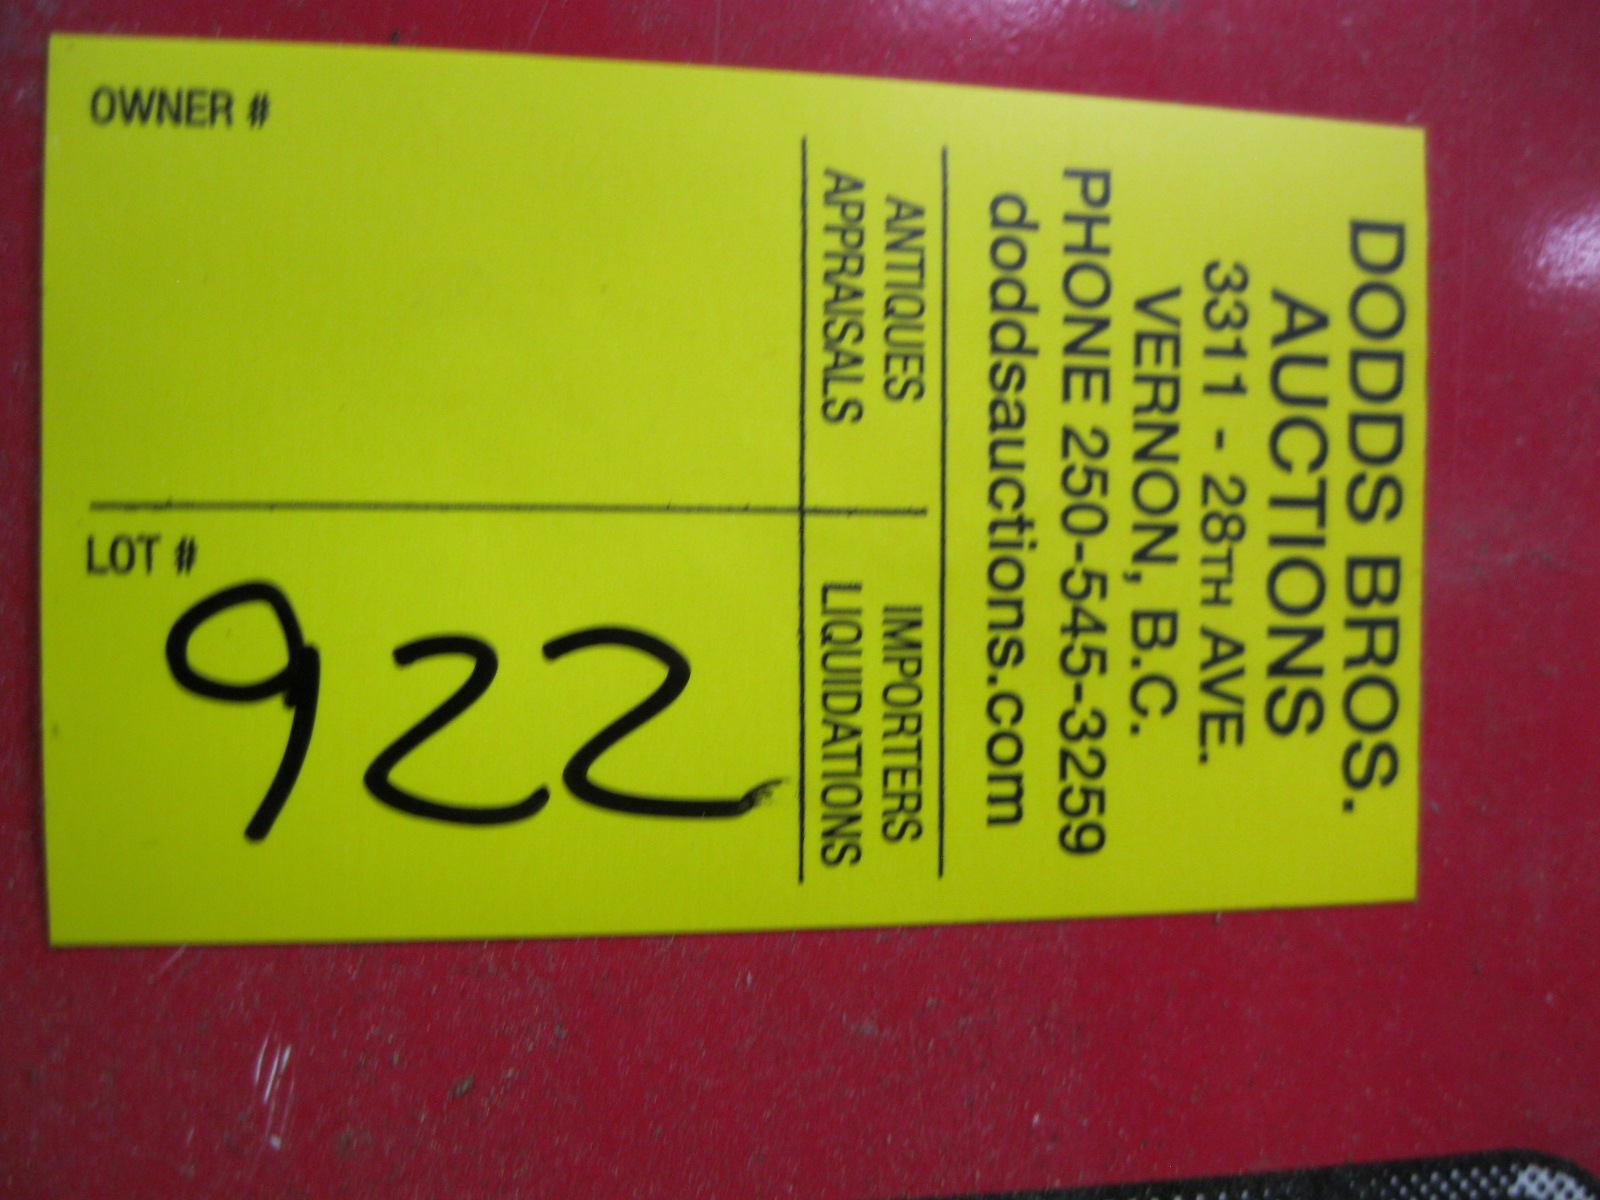 DODDS BROS.
AUCTIONS
3311 - 28TH AVE.
VERNON, B.C.
PHONE 250-545-3259
doddsauctions.com
ANTIQUES IMPORTERS
APPRAISALS LIQUIDATIONS
OWNER #
LOT #
922